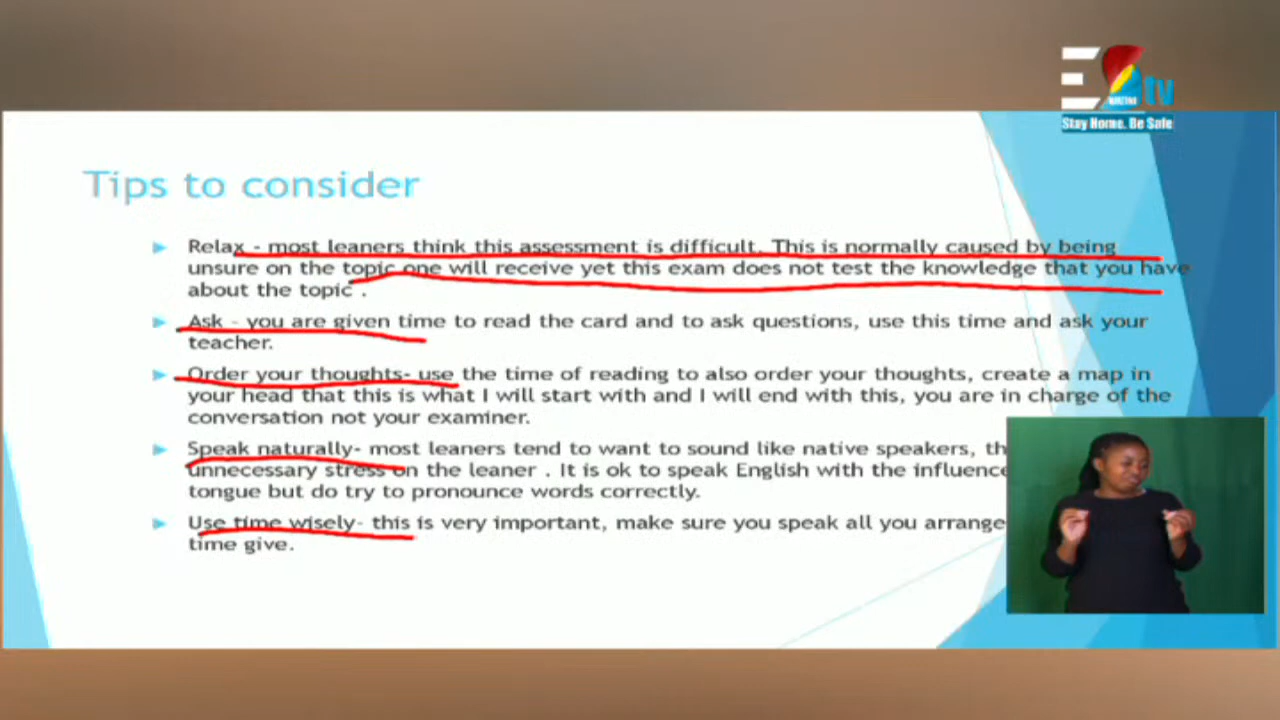 tv
Stay Home. Be Safe
Tips to consider
Relax - most leaners think this assessment is difficult. This is normally caused by being
unsure on the topic one will receive yet this exam does not test the knowledge that you have
about the topic .
Ask - you are given time to read the card and to ask questions, use this time and ask your
teacher.
Order your thoughts- use the time of reading to also order your thoughts, create a map in
your head that this is what I will start with and I will end with this, you are in charge of the
conversation not your examiner.
Speak naturally- most leaners tend to want to sound like native speakers,
unnecessary stress on the leaner . It is ok to speak English with the influence
tongue but do try to pronounce words correctly.
Use time wisely- this is very important, make sure you speak all you arrange
time give.